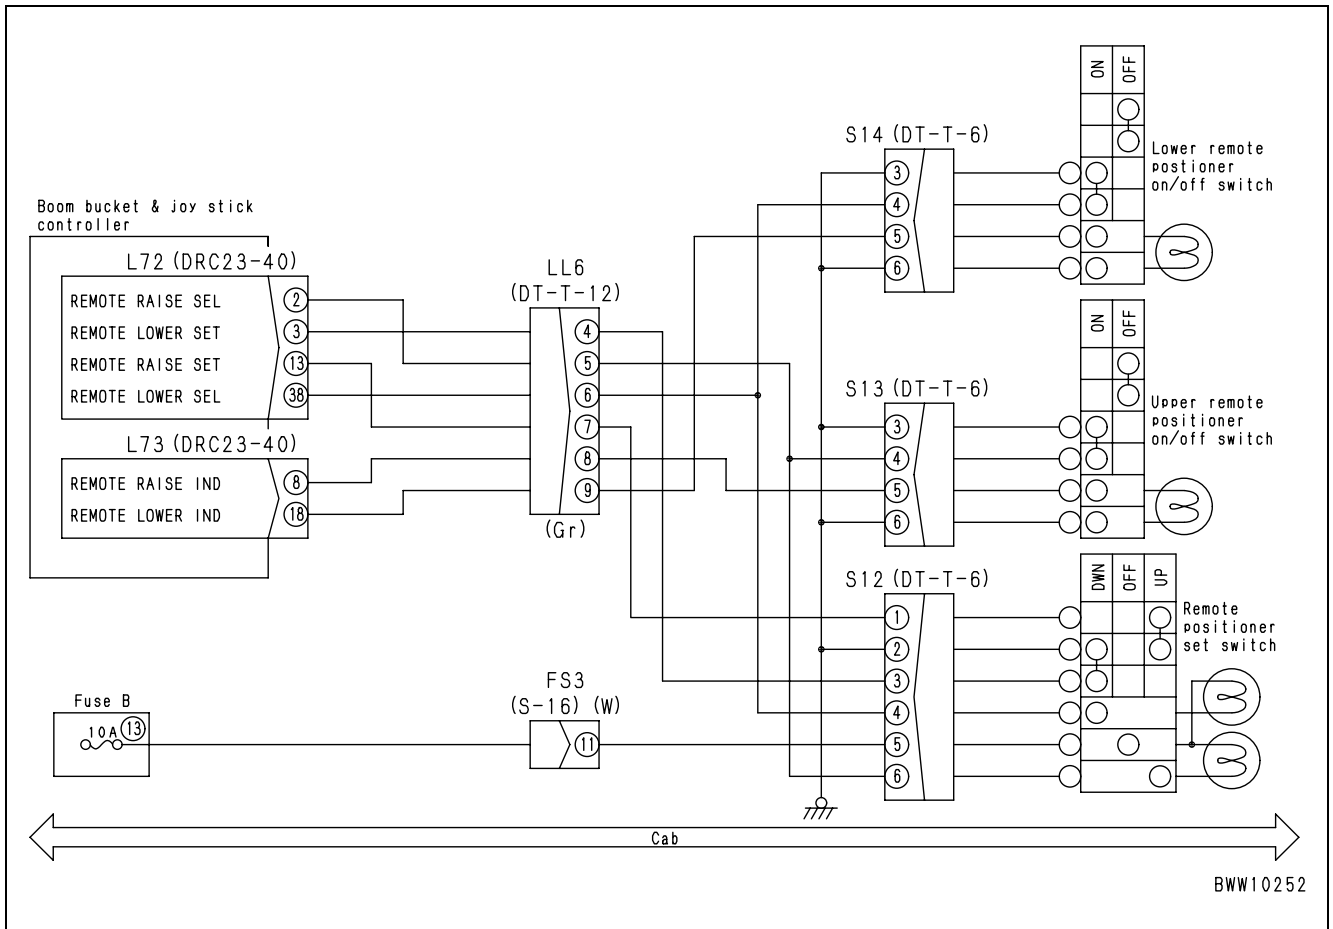 Boom bucket & joy stick
controller
L72 (DRC23-40)
REMOTE RAISE SEL 2
REMOTE LOWER SET 3
REMOTE RAISE SET 13
REMOTE LOWER SEL 38
L73 (DRC23-40)
REMOTE RAISE IND 8
REMOTE LOWER IND 18
Fuse B
10A 13
LL6
(DT-T-12)
4
5
6
7
8
9
(Gr)
FS3
(S-16) (W)
11
S14 (DT-T-6)
3
4
5
6
ON OFF
Lower remote
postioner
on/off switch
S13 (DT-T-6)
3
4
5
6
ON OFF
Upper remote
positioner
on/off switch
S12 (DT-T-6)
1
2
3
4
5
6
DWN OFF UP
Remote
positioner
set switch
Cab
BWW10252